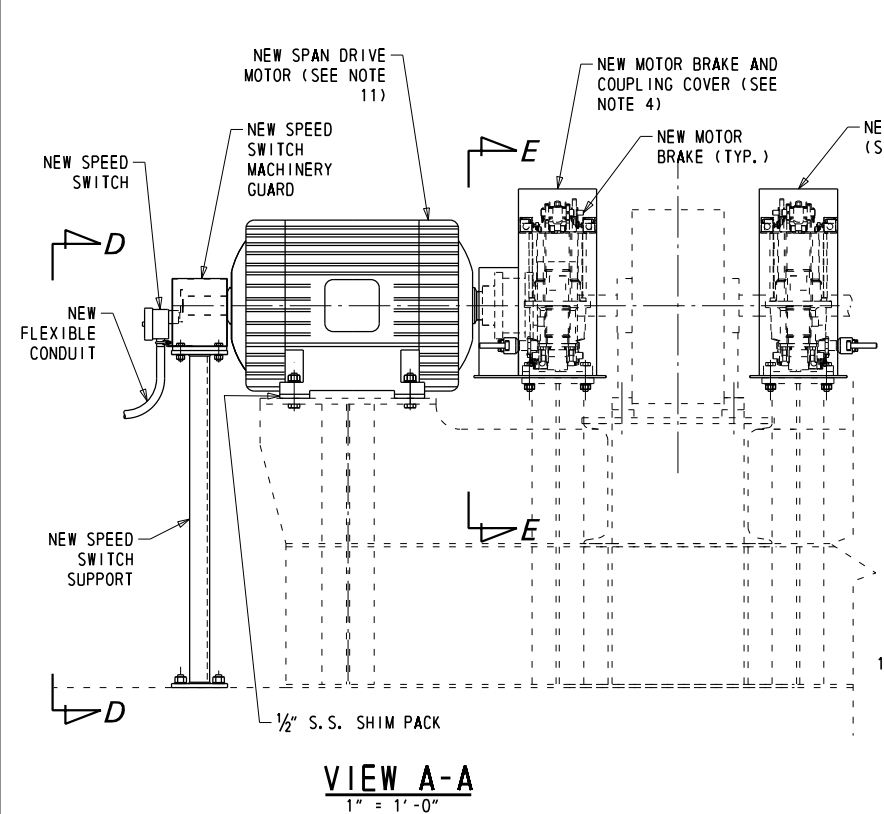 NEW SPAN DRIVE
MOTOR (SEE NOTE
11)
NEW MOTOR BRAKE AND
COUPLING COVER (SEE
NOTE 4)
NEW SPEED
SWITCH
MACHINERY
GUARD
NEW MOTOR
BRAKE (TYP.)
NE
(S
NEW SPEED
SWITCH
E
D
NEW
FLEXIBLE
CONDUIT
NEW SPEED
SWITCH
SUPPORT
E
D
1
½" S.S. SHIM PACK
VIEW A-A
1" = 1'-0"